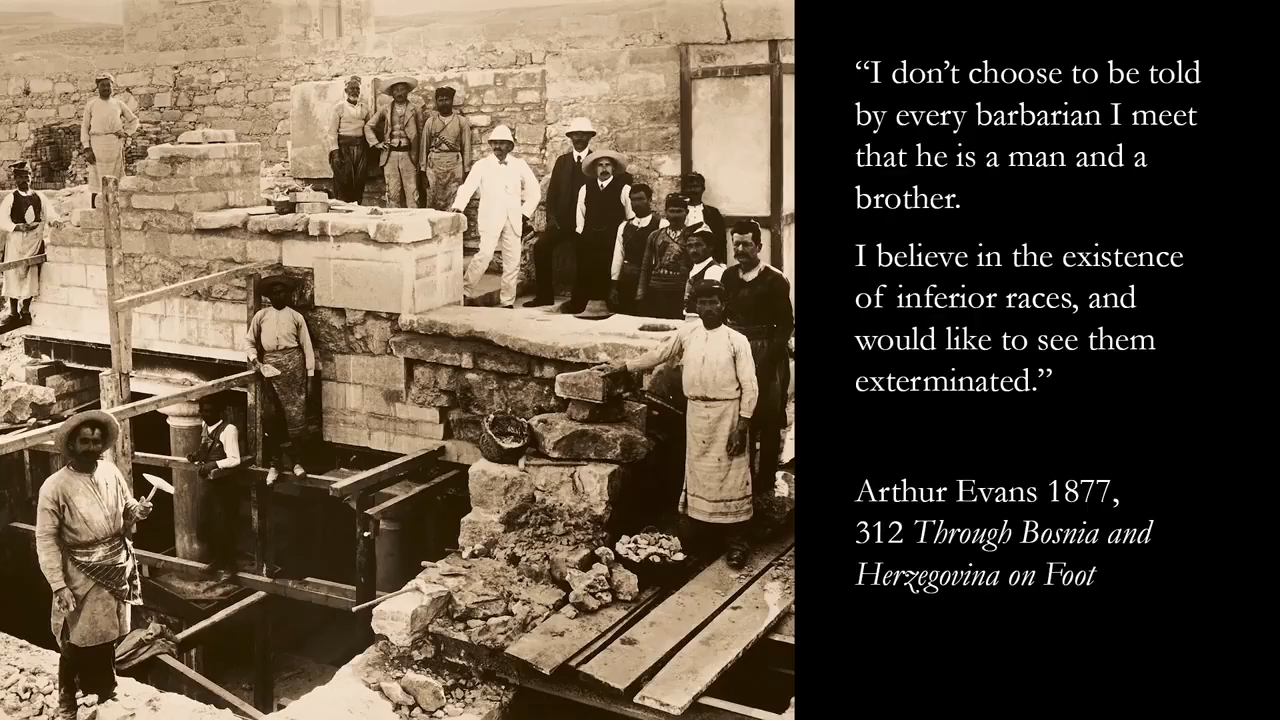 “I don’t choose to be told
by every barbarian I meet
that he is a man and a
brother.
I believe in the existence
of inferior races, and
would like to see them
exterminated.”
Arthur Evans 1877,
312 Through Bosnia and
Herzegovina on Foot